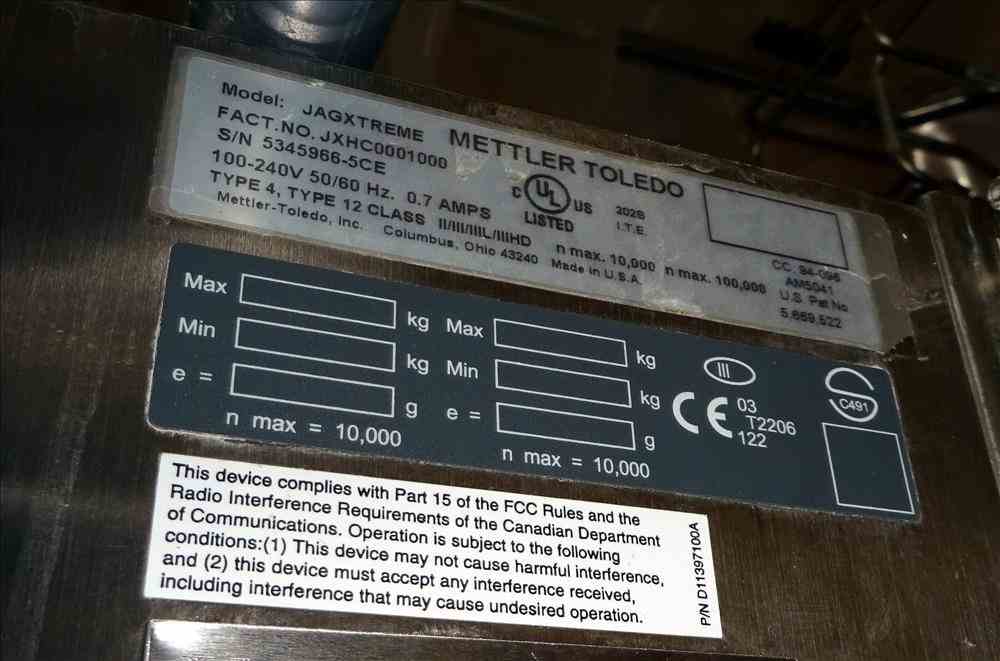 Model: JAGXTREME
METTLER TOLEDO
FACT.NO. JXHC0001000
S/N 5345966-5CE
100-240V 50/60 Hz. 0.7 AMPS
C UL US
LISTED
202B
I.T.E.
TYPE 4, TYPE 12 CLASS II/III/IIIL/IIIHD n max. 10,000 n max. 100,000
Mettler-Toledo, Inc. Columbus, Ohio 43240 Made in U.S.A.
CC. 94-096
AM5041
U.S. Pat No
5,669,522
Max kg Max kg
Min kg Min kg
e = g e = g
n max = 10,000 n max = 10,000
III
CE 03
T2206
122
C491
This device complies with Part 15 of the FCC Rules and the
Radio Interference Requirements of the Canadian Department
of Communications. Operation is subject to the following
conditions:(1) This device may not cause harmful interference,
and (2) this device must accept any interference received,
including interference that may cause undesired operation.
P/N D11397100A